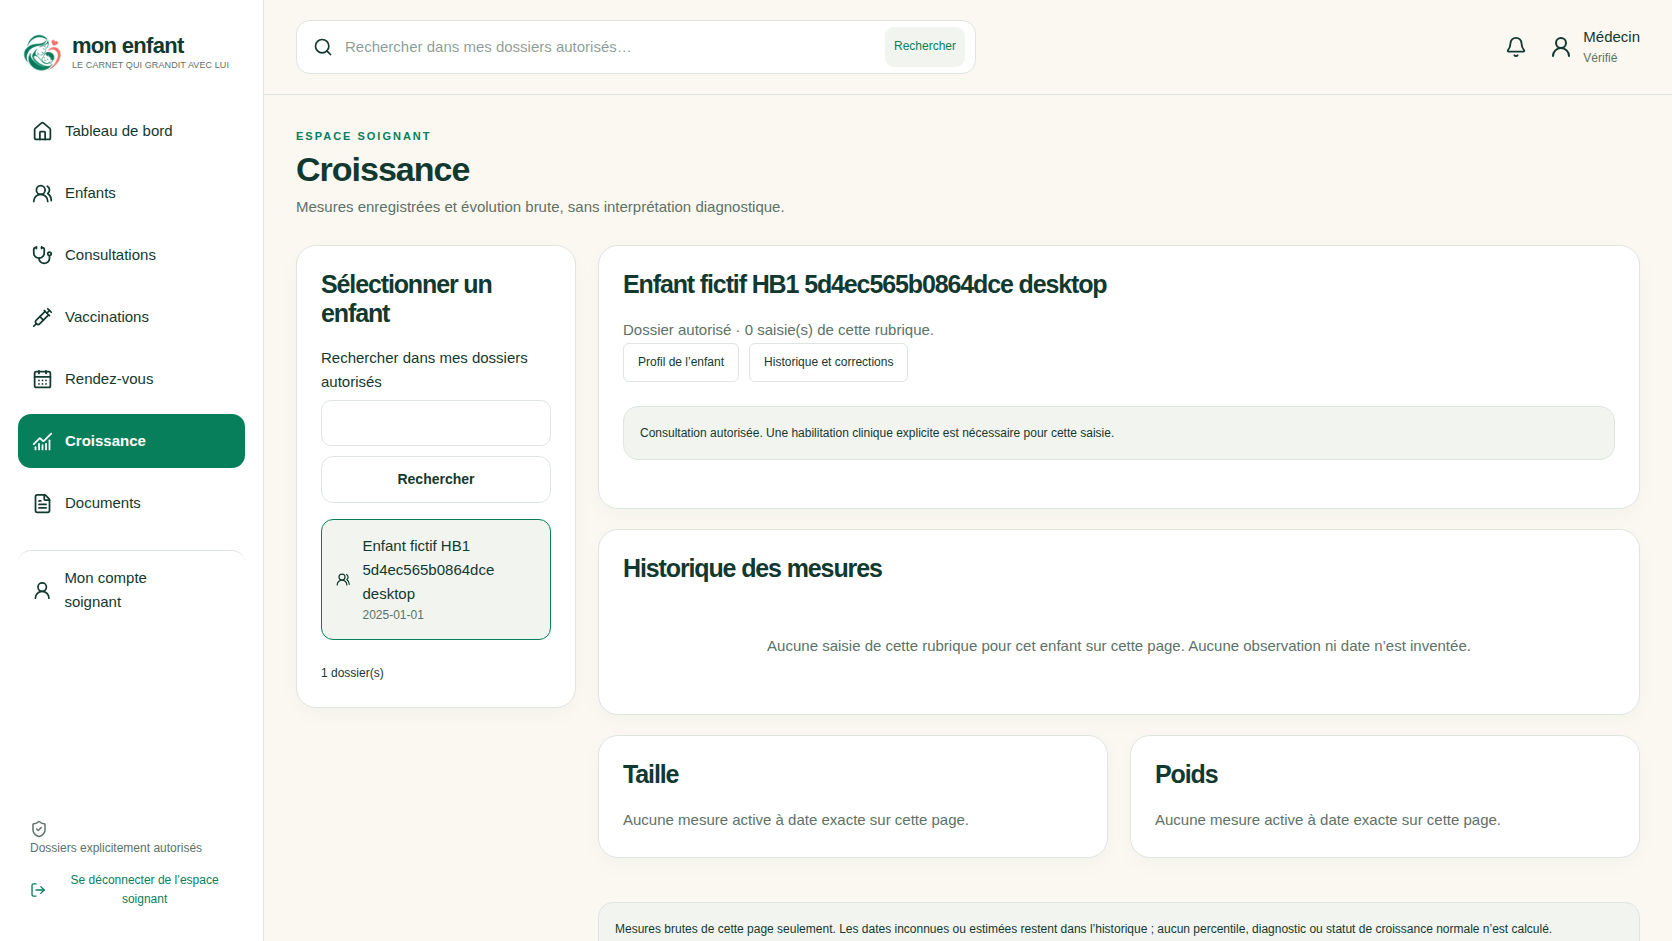 mon enfant
LE CARNET QUI GRANDIT AVEC LUI
Tableau de bord
Enfants
Consultations
Vaccinations
Rendez-vous
Croissance
Documents
Mon compte
soignant
Dossiers explicitement autorisés
Se déconnecter de l’espace
soignant
Rechercher dans mes dossiers autorisés…
Rechercher
Médecin
Vérifié
ESPACE SOIGNANT
Croissance
Mesures enregistrées et évolution brute, sans interprétation diagnostique.
Sélectionner un
enfant
Rechercher dans mes dossiers
autorisés
Rechercher
Enfant fictif HB1
5d4ec565b0864dce
desktop
2025-01-01
1 dossier(s)
Enfant fictif HB1 5d4ec565b0864dce desktop
Dossier autorisé · 0 saisie(s) de cette rubrique.
Profil de l’enfant
Historique et corrections
Consultation autorisée. Une habilitation clinique explicite est nécessaire pour cette saisie.
Historique des mesures
Aucune saisie de cette rubrique pour cet enfant sur cette page. Aucune observation ni date n’est inventée.
Taille
Aucune mesure active à date exacte sur cette page.
Poids
Aucune mesure active à date exacte sur cette page.
Mesures brutes de cette page seulement. Les dates inconnues ou estimées restent dans l’historique ; aucun percentile, diagnostic ou statut de croissance normale n’est calculé.